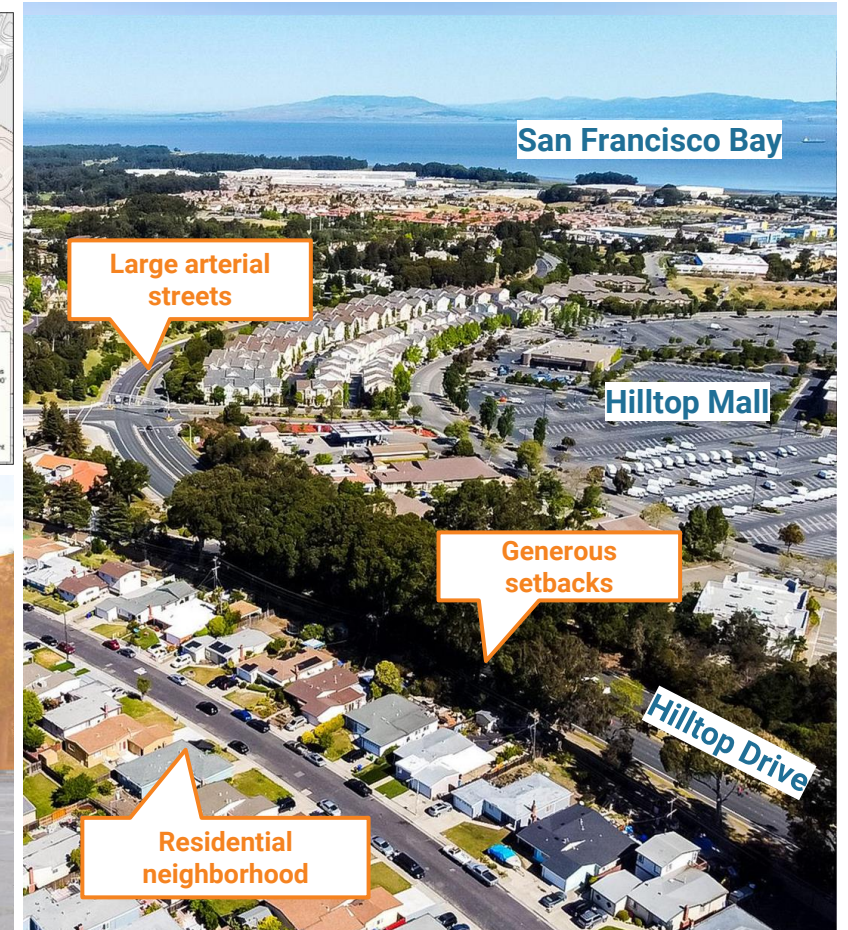 San Francisco Bay
Large arterial
streets
Hilltop Mall
Generous
setbacks
Hilltop Drive
Residential
neighborhood